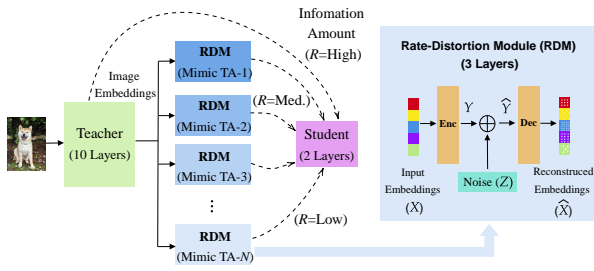 Infomation
Amount
(R=High)
Image
Embeddings
Teacher
(10 Layers)
RDM
(Mimic TA-1)
RDM
(Mimic TA-2)
RDM
(Mimic TA-3)
...
RDM
(Mimic TA-N)
(R=Med.)
(R=Low)
Student
(2 Layers)
Rate-Distortion Module (RDM)
(3 Layers)
Enc
Y
Ŷ
Dec
Input
Embeddings
(X)
Noise (Z)
Reconstruced
Embeddings
(X̂)